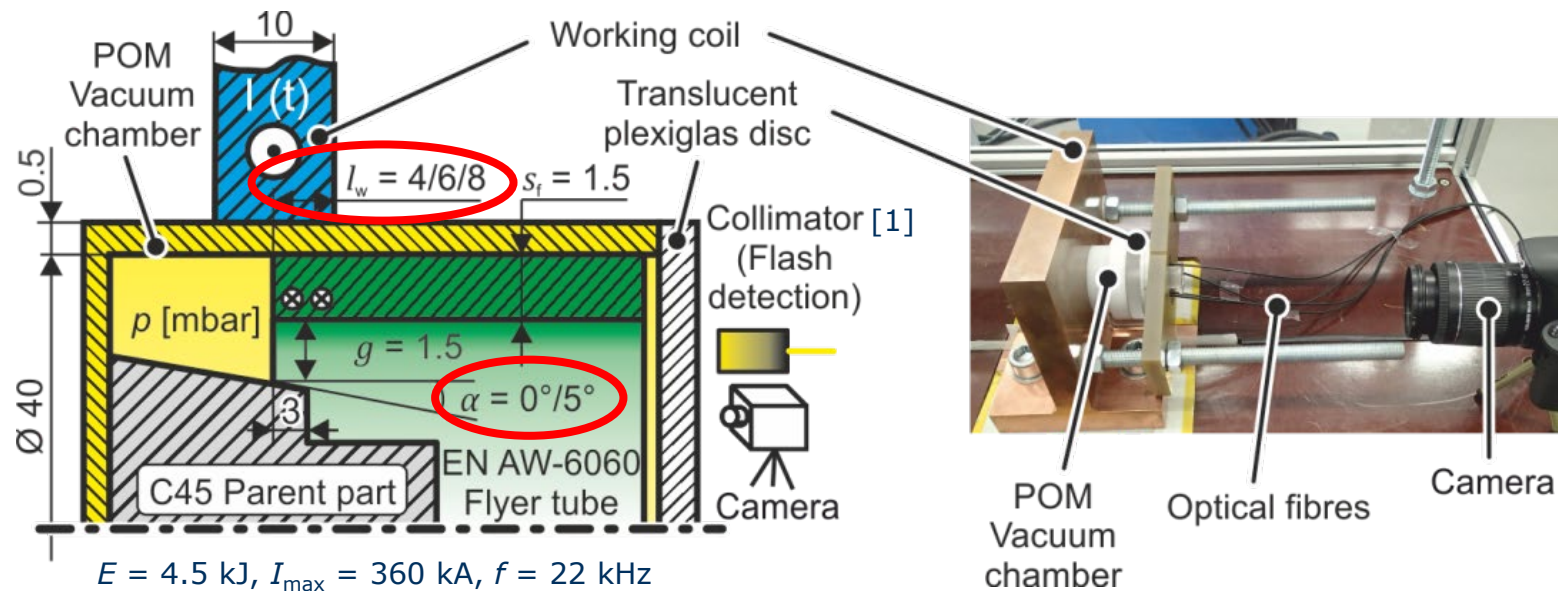 10
POM
Vacuum
chamber
Working coil
Translucent
plexiglas disc
I (t)
0.5
l_w = 4/6/8
s_f = 1.5
Collimator [1]
(Flash
detection)
p [mbar]
g = 1.5
α = 0°/5°
3
Ø 40
EN AW-6060
Flyer tube
C45 Parent part
Camera
E = 4.5 kJ, I_max = 360 kA, f = 22 kHz
POM
Vacuum
chamber
Optical fibres
Camera